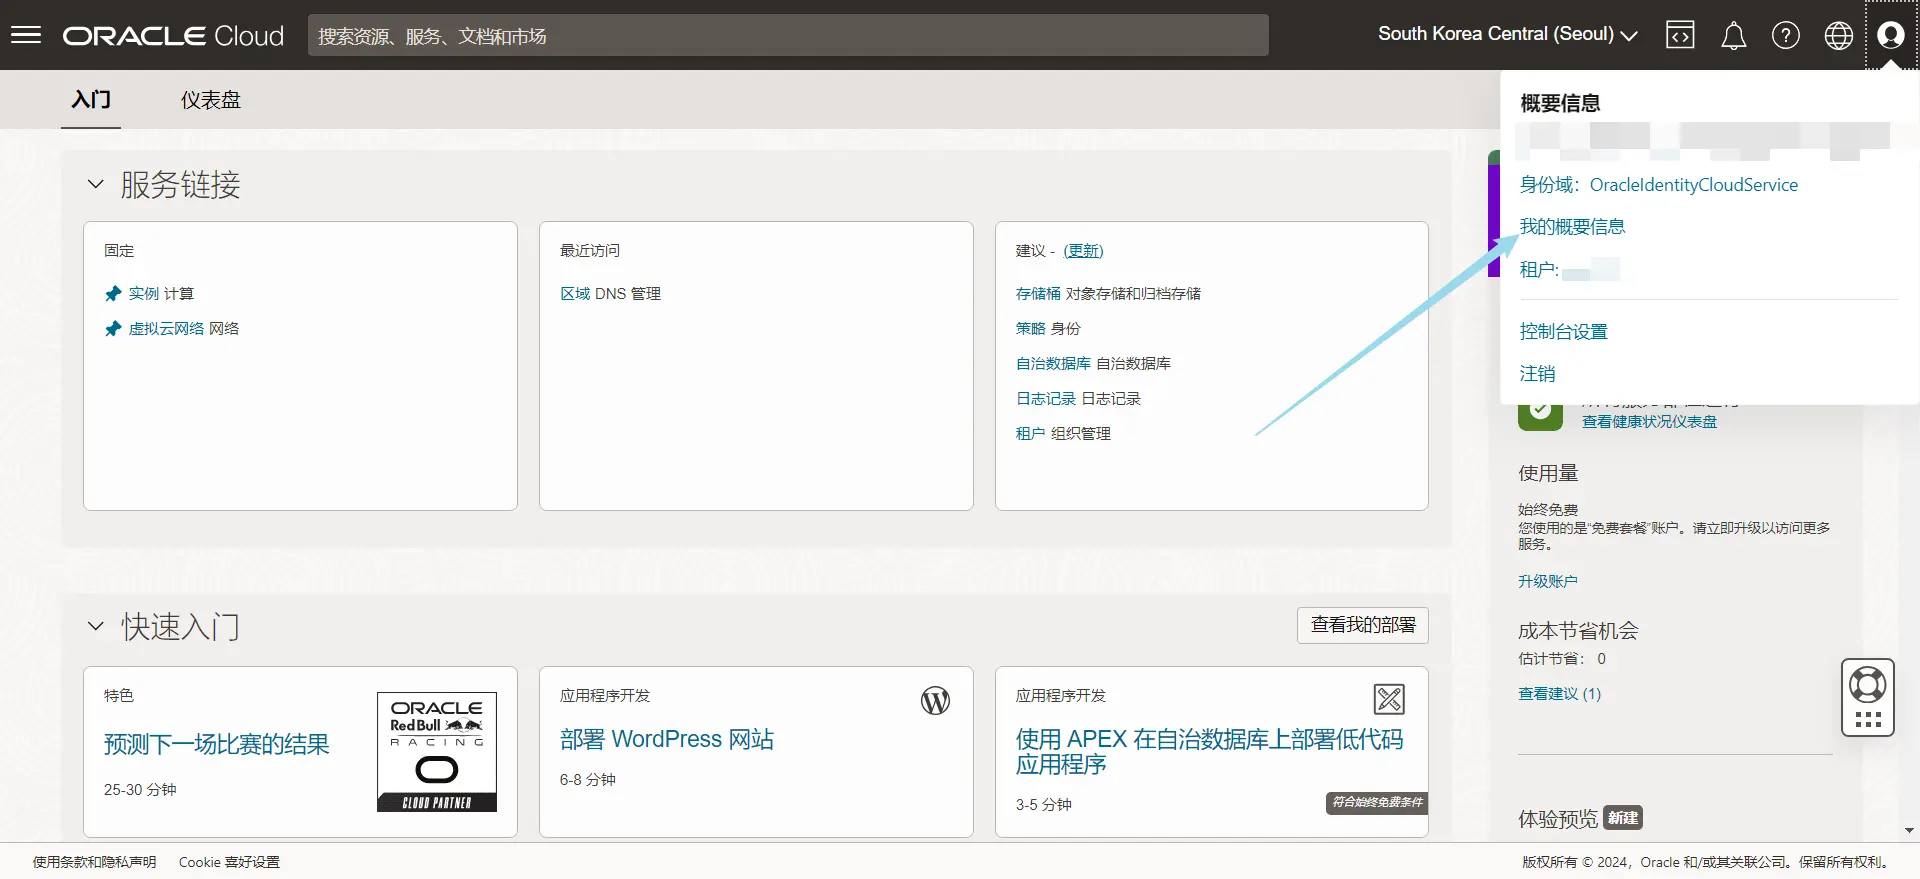 ORACLE Cloud
搜索资源、服务、文档和市场
South Korea Central (Seoul)
入门
仪表盘
概要信息
身份域：OracleIdentityCloudService
我的概要信息
租户:
控制台设置
注销
服务链接
固定
实例 计算
虚拟云网络 网络
最近访问
区域 DNS 管理
建议 - (更新)
存储桶 对象存储和归档存储
策略 身份
自治数据库 自治数据库
日志记录 日志记录
租户 组织管理
查看健康状况仪表盘
使用量
始终免费
您使用的是“免费套餐”账户。请立即升级以访问更多
服务。
升级账户
成本节省机会
估计节省： 0
查看建议 (1)
体验预览 新建
快速入门
查看我的部署
特色
预测下一场比赛的结果
25-30 分钟
ORACLE
Red Bull
RACING
CLOUD PARTNER
应用程序开发
部署 WordPress 网站
6-8 分钟
应用程序开发
使用 APEX 在自治数据库上部署低代码
应用程序
3-5 分钟
符合始终免费条件
使用条款和隐私声明
Cookie 喜好设置
版权所有 © 2024，Oracle 和/或其关联公司。保留所有权利。